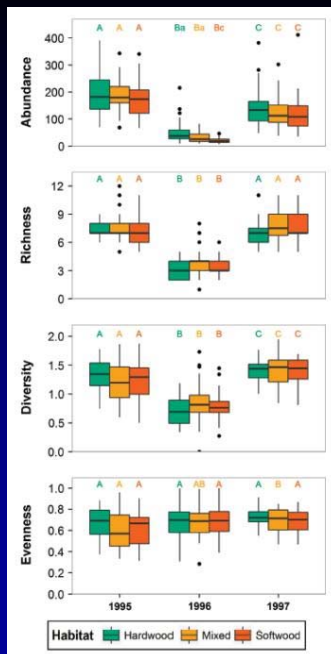 A A A Ba Ba Bc C C C
Abundance
400
300
200
100
0
A A A B B B A A A
Richness
12
9
6
3
0
A A A B B B C C C
Diversity
2.0
1.5
1.0
0.5
0.0
A A A A AB A A B A
Evenness
1.0
0.8
0.6
0.4
0.2
0.0
1995 1996 1997
Habitat Hardwood Mixed Softwood